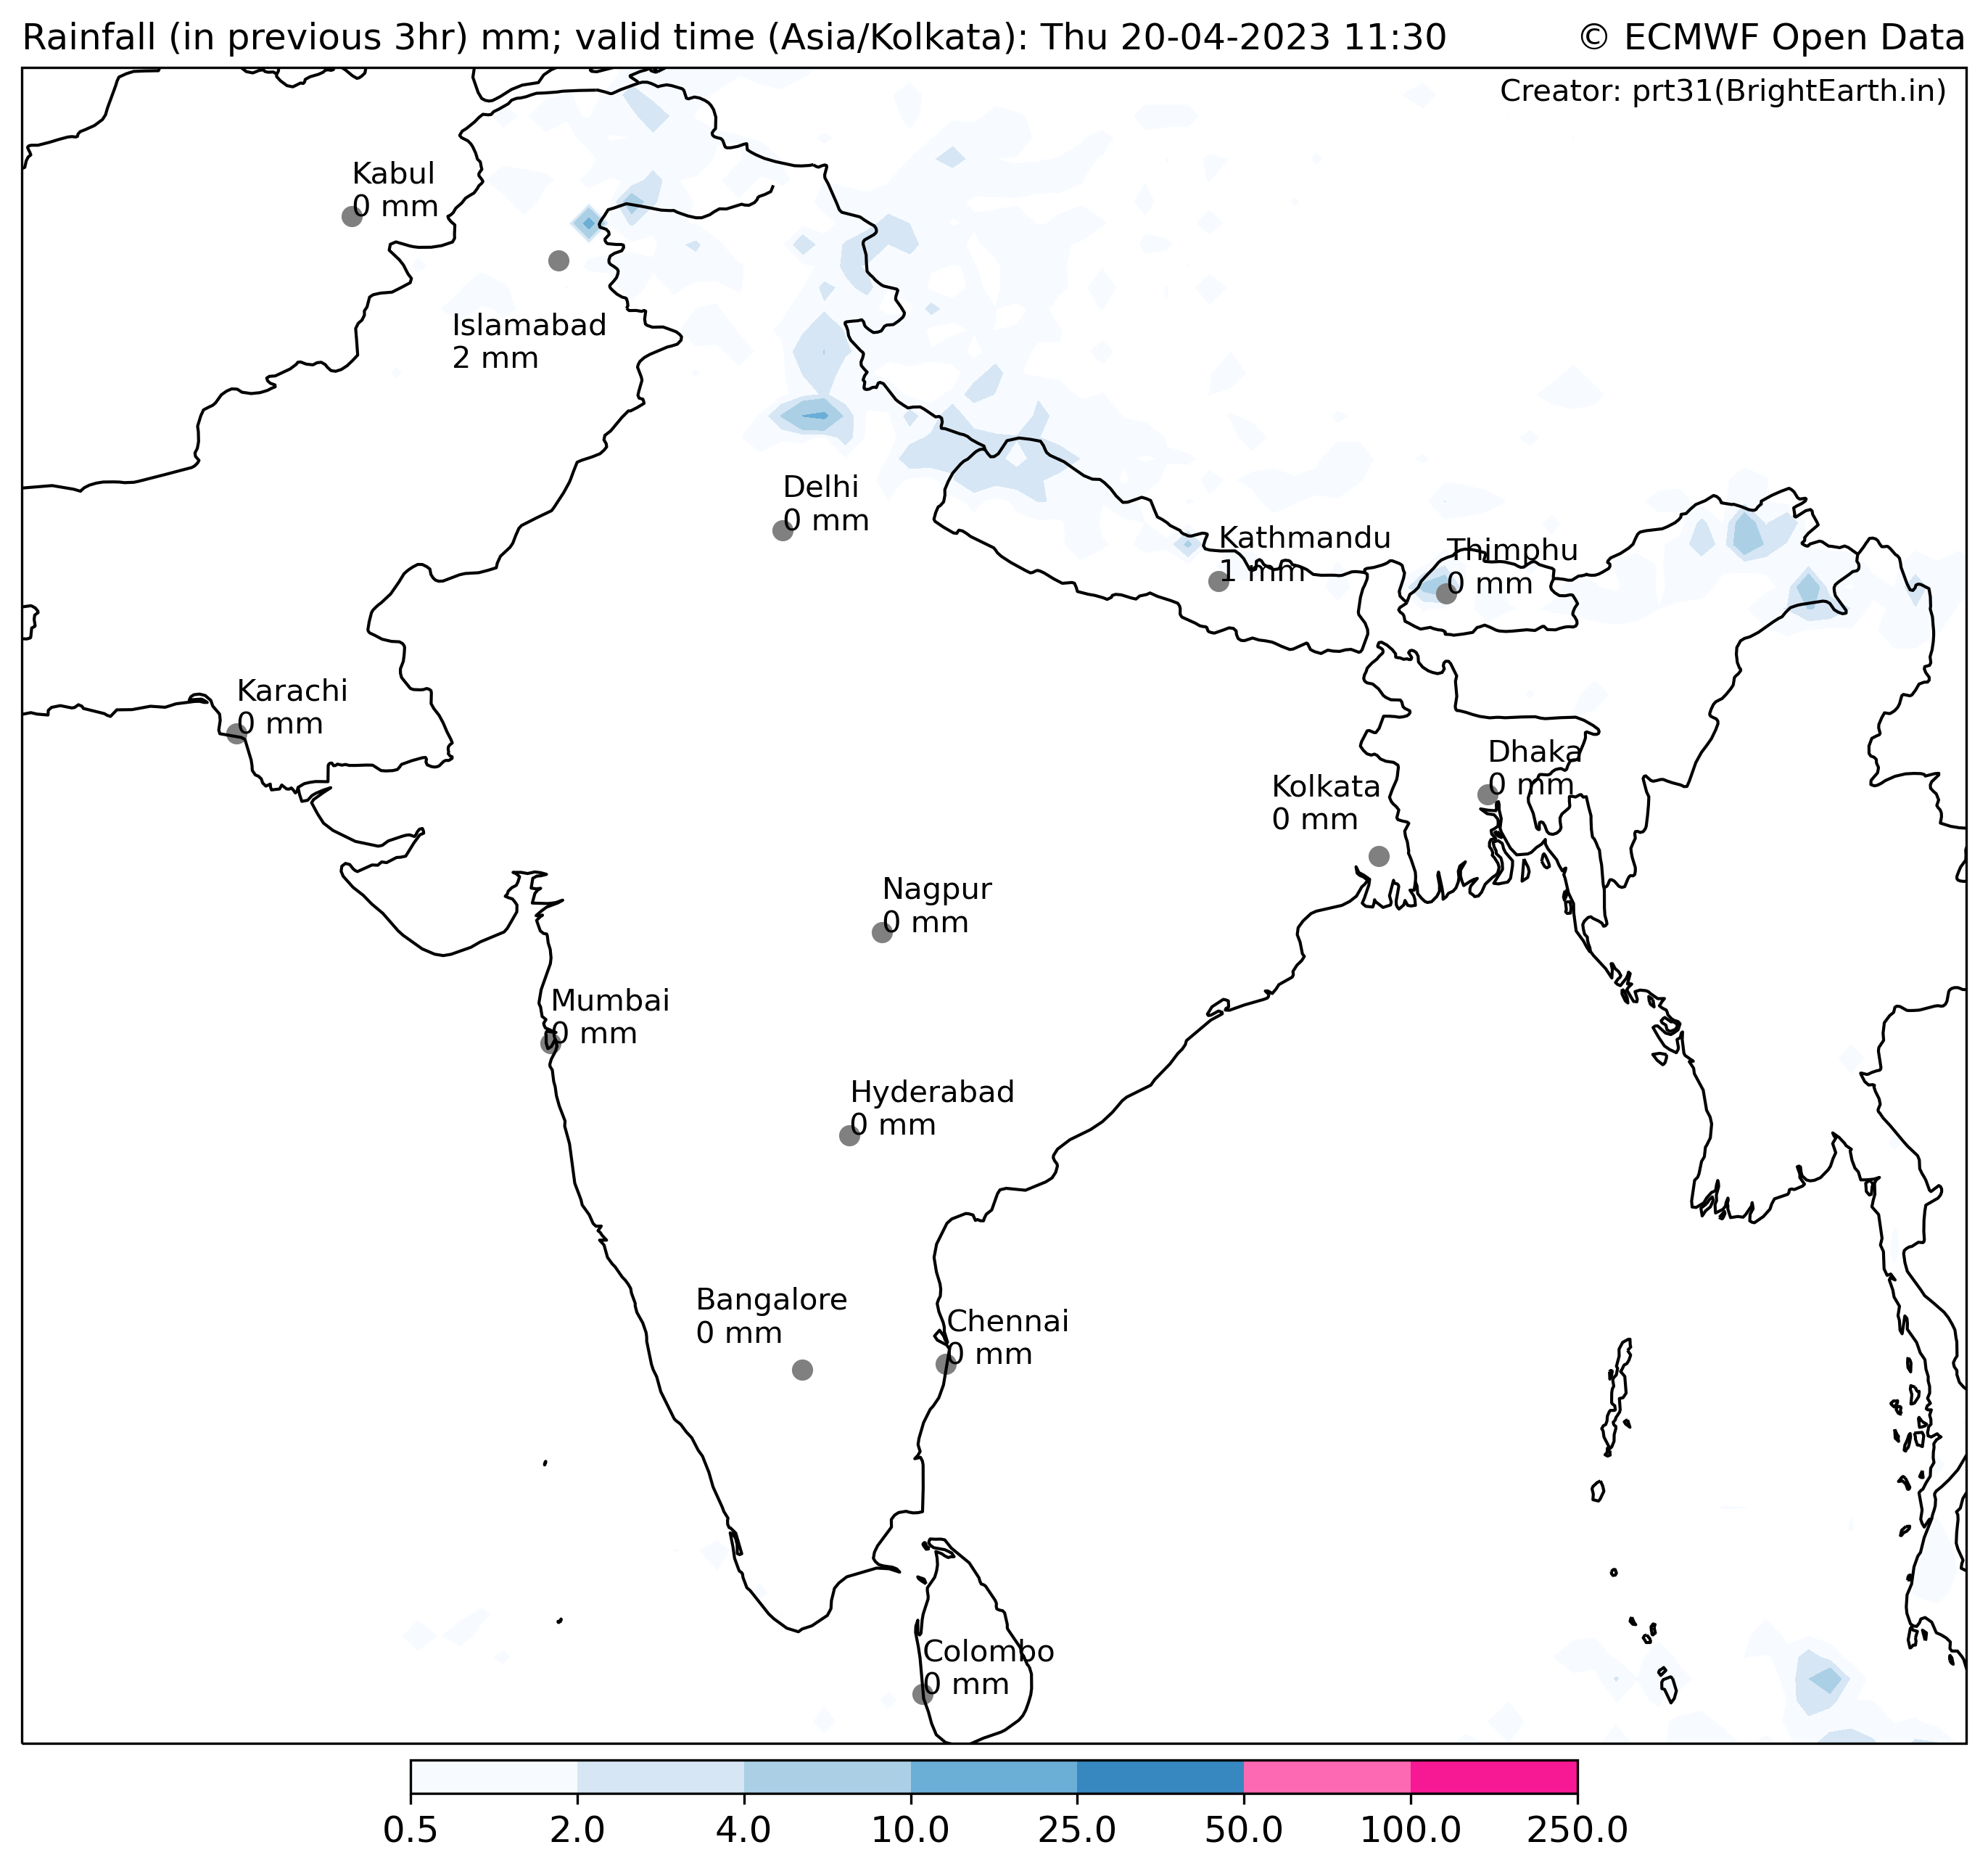 Rainfall (in previous 3hr) mm; valid time (Asia/Kolkata): Thu 20-04-2023 11:30
© ECMWF Open Data
Creator: prt31(BrightEarth.in)
Kabul
0 mm
Islamabad
2 mm
Delhi
0 mm
Kathmandu
1 mm
Thimphu
0 mm
Karachi
0 mm
Dhaka
0 mm
Kolkata
0 mm
Nagpur
0 mm
Mumbai
0 mm
Hyderabad
0 mm
Bangalore
0 mm
Chennai
0 mm
Colombo
0 mm
0.5 2.0 4.0 10.0 25.0 50.0 100.0 250.0